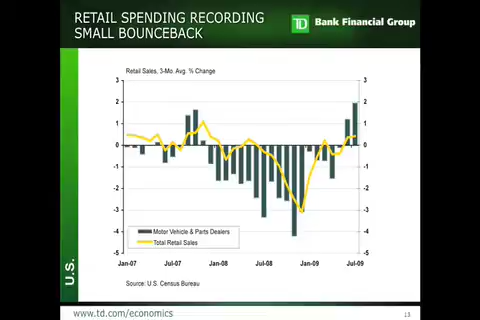 RETAIL SPENDING RECORDING
SMALL BOUNCEBACK
TD Bank Financial Group
Retail Sales, 3-Mo. Avg. % Change
3 3
2 2
1 1
0 0
-1 -1
-2 -2
-3 -3
-4 -4
-5 -5
Motor Vehicle & Parts Dealers
Total Retail Sales
Jan-07 Jul-07 Jan-08 Jul-08 Jan-09 Jul-09
Source: U.S. Census Bureau
U.S.
www.td.com/economics
13